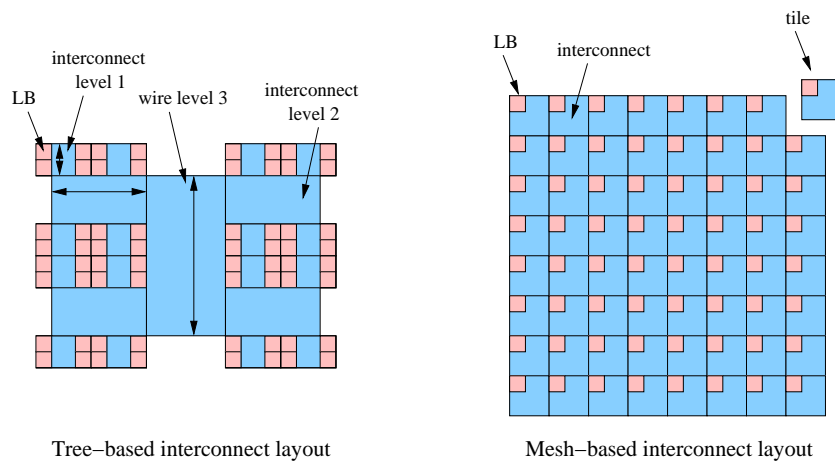 interconnect
level 1
LB
wire level 3
interconnect
level 2
Tree−based interconnect layout
tile
LB
interconnect
Mesh−based interconnect layout